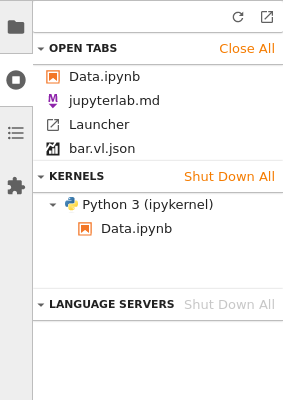 OPEN TABS Close All
Data.ipynb
jupyterlab.md
Launcher
bar.vl.json
KERNELS Shut Down All
Python 3 (ipykernel)
Data.ipynb
LANGUAGE SERVERS Shut Down All